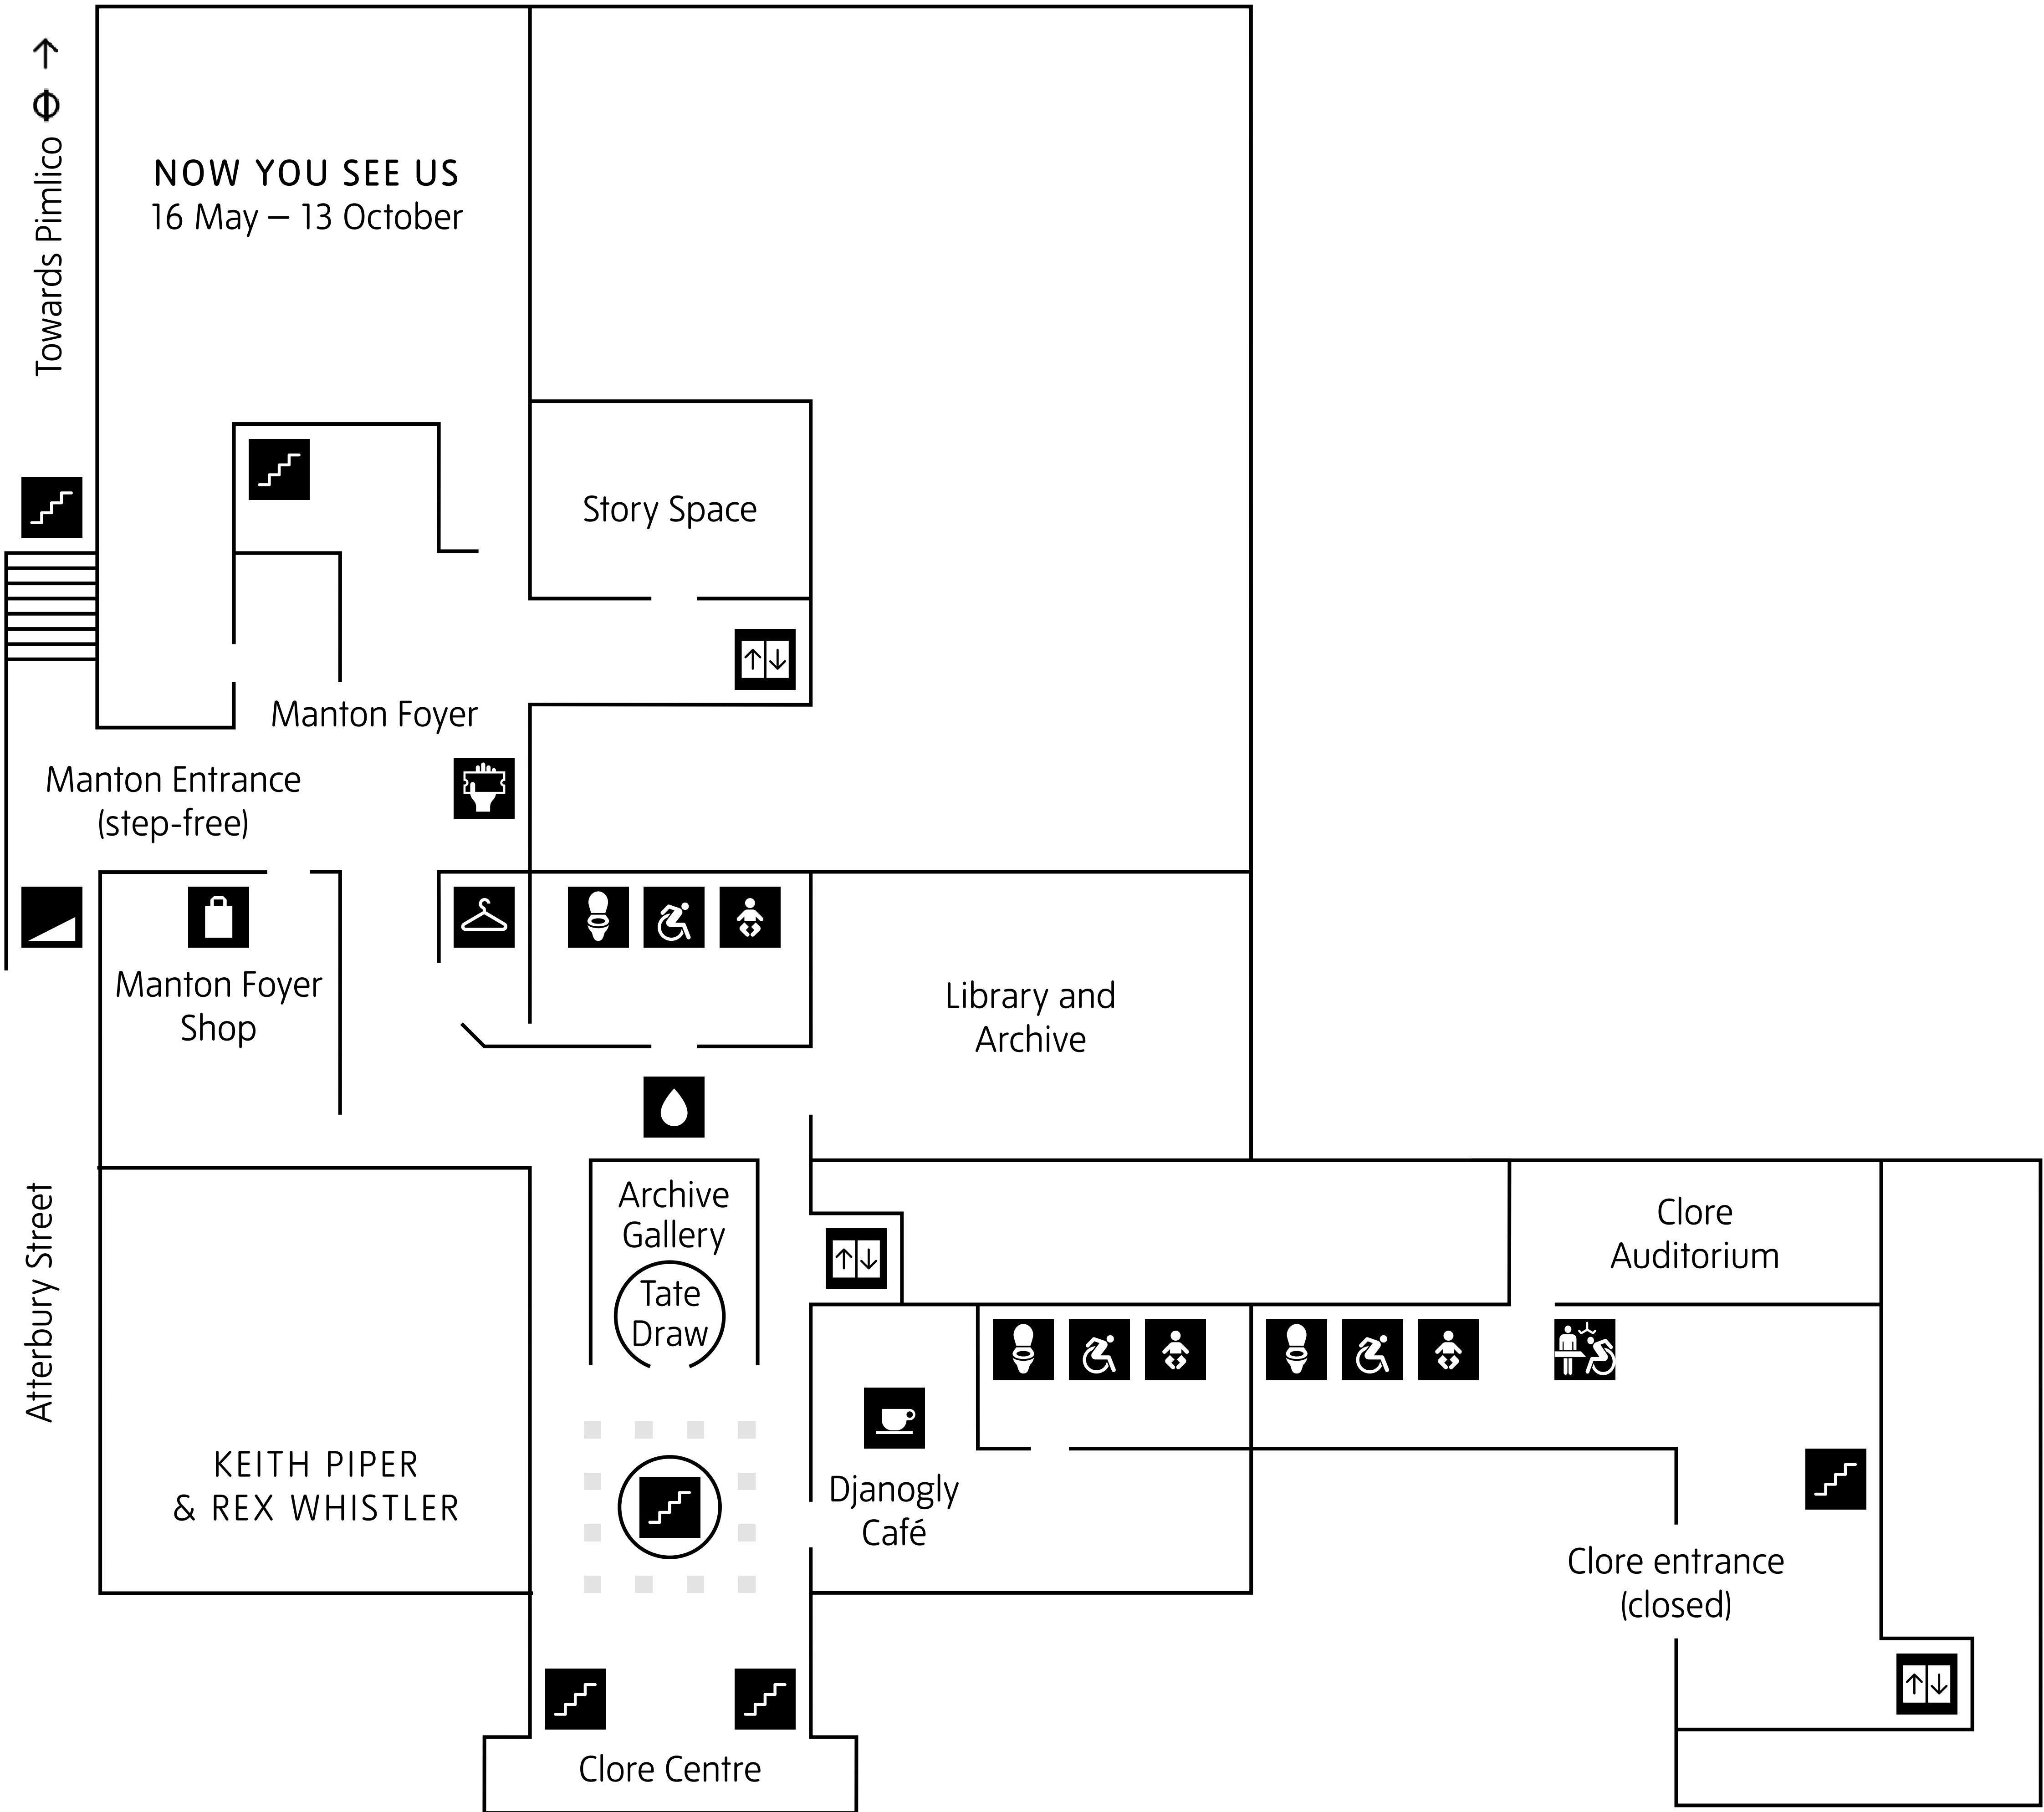 Towards Pimlico
NOW YOU SEE US
16 May – 13 October
Story Space
Manton Foyer
Manton Entrance
(step-free)
Manton Foyer
Shop
Library and
Archive
Atterbury Street
Archive
Gallery
Tate
Draw
Clore
Auditorium
KEITH PIPER
& REX WHISTLER
Djanogly
Café
Clore entrance
(closed)
Clore Centre